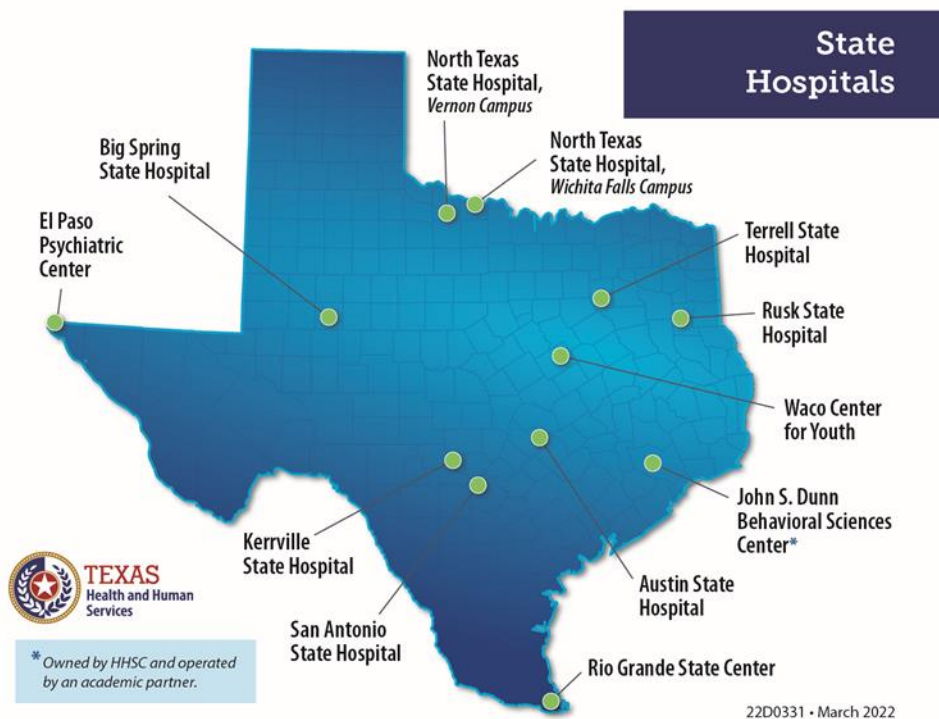 State
Hospitals
North Texas
State Hospital,
Vernon Campus
North Texas
State Hospital,
Wichita Falls Campus
Big Spring
State Hospital
El Paso
Psychiatric
Center
Terrell State
Hospital
Rusk State
Hospital
Waco Center
for Youth
John S. Dunn
Behavioral Sciences
Center*
Kerrville
State Hospital
Austin State
Hospital
San Antonio
State Hospital
Rio Grande State Center
TEXAS
Health and Human
Services
* Owned by HHSC and operated
by an academic partner.
22D0331 • March 2022